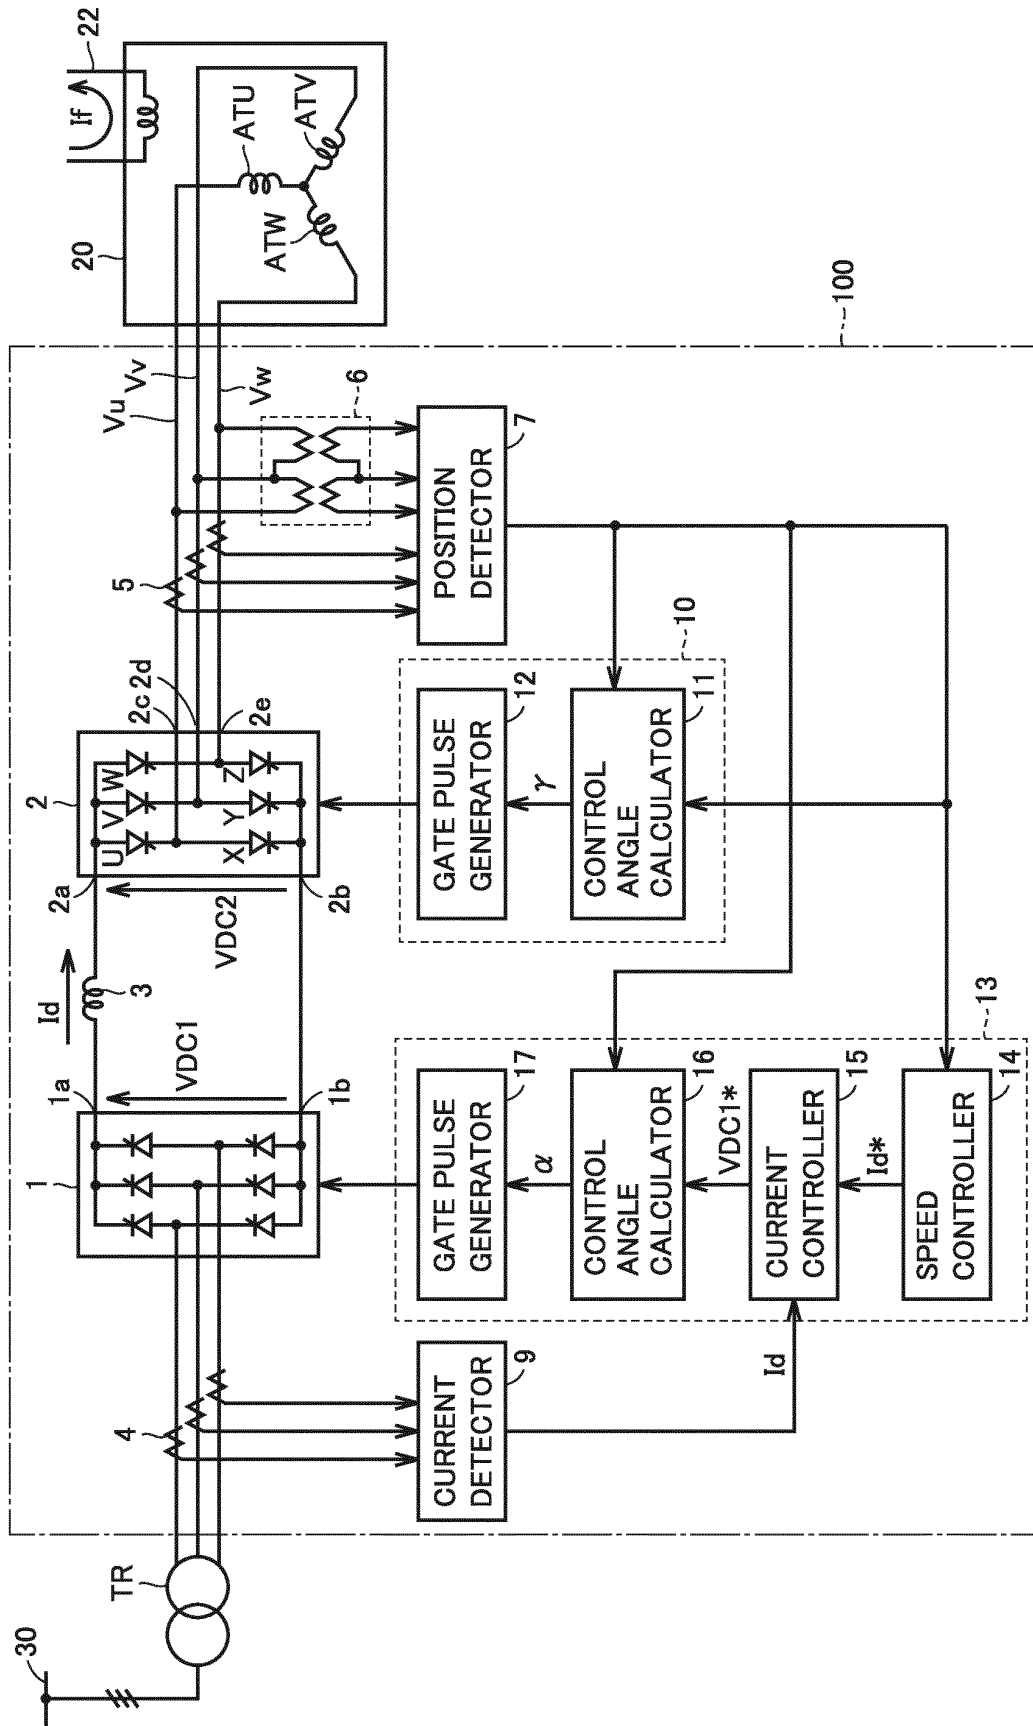 30
TR
4
1
1a
1b
VDC1
Id
3
VDC2
2a
2b
2
U
V
W
X
Y
Z
2c
2d
2e
5
Vu
Vv
Vw
6
20
22
If
ATU
ATV
ATW
100
CURRENT
DETECTOR
9
Id
GATE PULSE
GENERATOR
17
α
CONTROL
ANGLE
CALCULATOR
16
VDC1*
CURRENT
CONTROLLER
15
Id*
SPEED
CONTROLLER
14
13
GATE PULSE
GENERATOR
12
γ
CONTROL
ANGLE
CALCULATOR
11
10
POSITION
DETECTOR
7